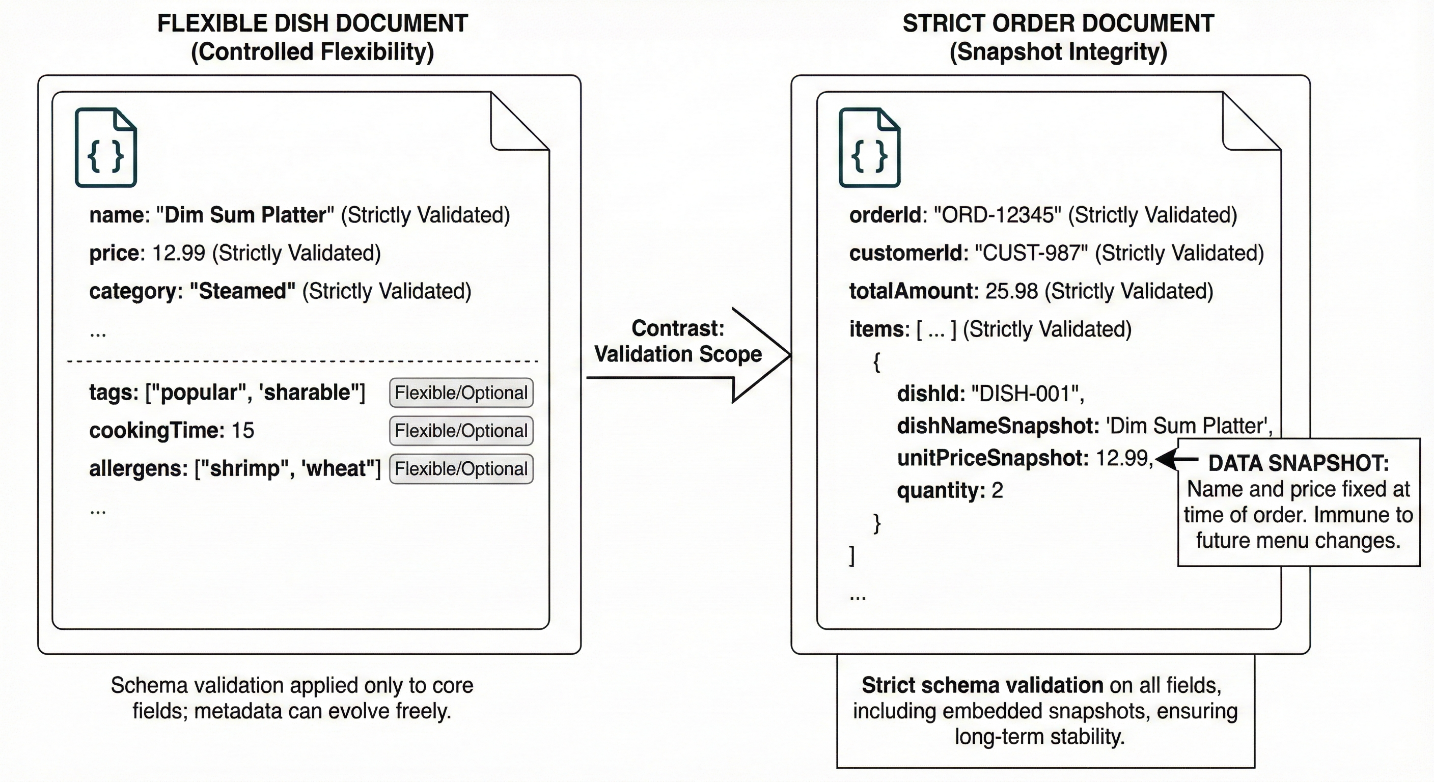 FLEXIBLE DISH DOCUMENT
(Controlled Flexibility)
{ }
name: "Dim Sum Platter" (Strictly Validated)
price: 12.99 (Strictly Validated)
category: "Steamed" (Strictly Validated)
...
tags: ["popular", 'sharable"] Flexible/Optional
cookingTime: 15 Flexible/Optional
allergens: ["shrimp", 'wheat"] Flexible/Optional
...
Schema validation applied only to core
fields; metadata can evolve freely.
Contrast:
Validation Scope
STRICT ORDER DOCUMENT
(Snapshot Integrity)
{ }
orderId: "ORD-12345" (Strictly Validated)
customerId: "CUST-987" (Strictly Validated)
totalAmount: 25.98 (Strictly Validated)
items: [ ... ] (Strictly Validated)
{
dishId: "DISH-001",
dishNameSnapshot: 'Dim Sum Platter',
unitPriceSnapshot: 12.99,
quantity: 2
}
]
...
DATA SNAPSHOT:
Name and price fixed at
time of order. Immune to
future menu changes.
Strict schema validation on all fields,
including embedded snapshots, ensuring
long-term stability.